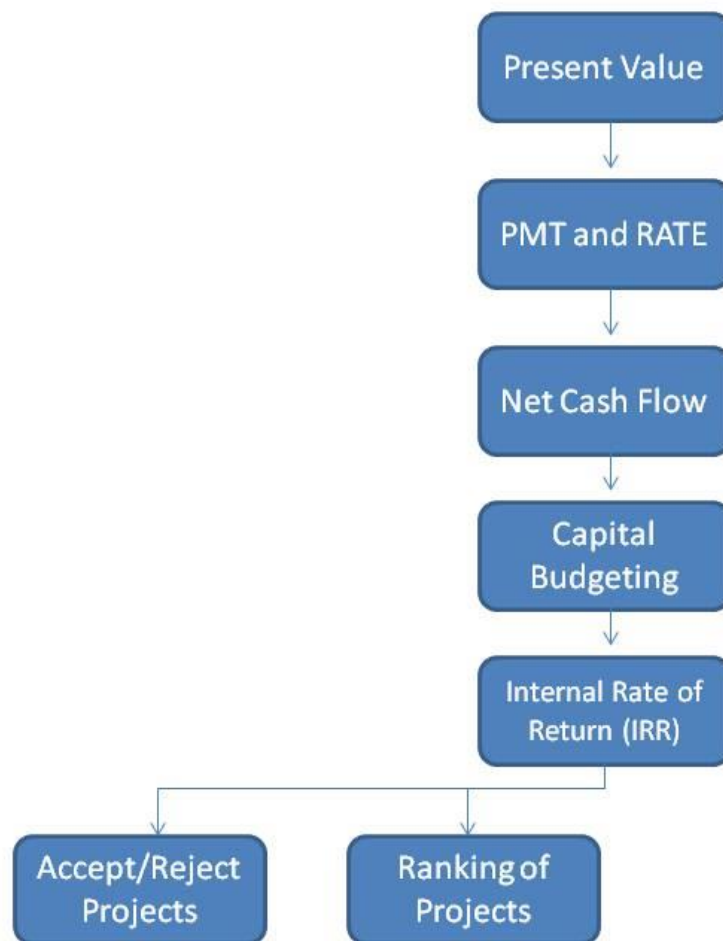 Present Value
PMT and RATE
Net Cash Flow
Capital
Budgeting
Internal Rate of
Return (IRR)
Accept/Reject
Projects
Ranking of
Projects